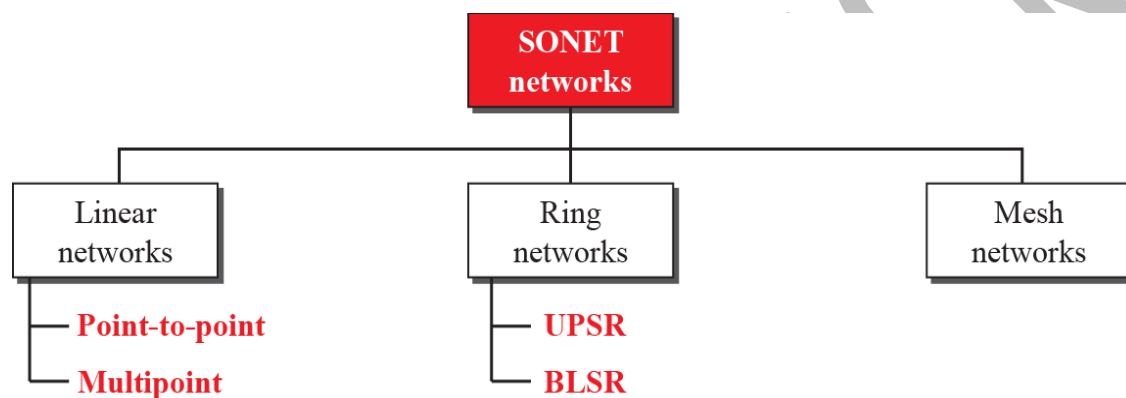 SONET
networks
Linear
networks
Ring
networks
Mesh
networks
Point-to-point
UPSR
Multipoint
BLSR